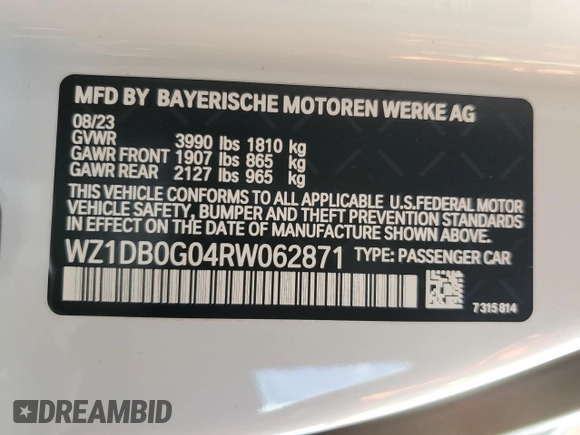 MFD BY BAYERISCHE MOTOREN WERKE AG
08/23
GVWR 3990 lbs 1810 kg
GAWR FRONT 1907 lbs 865 kg
GAWR REAR 2127 lbs 965 kg
THIS VEHICLE CONFORMS TO ALL APPLICABLE U.S.FEDERAL MOTOR
VEHICLE SAFETY, BUMPER AND THEFT PREVENTION STANDARDS
IN EFFECT ON THE DATE OF MANUFACTURE SHOWN ABOVE.
WZ1DB0G04RW062871 TYPE: PASSENGER CAR
7315814
DREAMBID